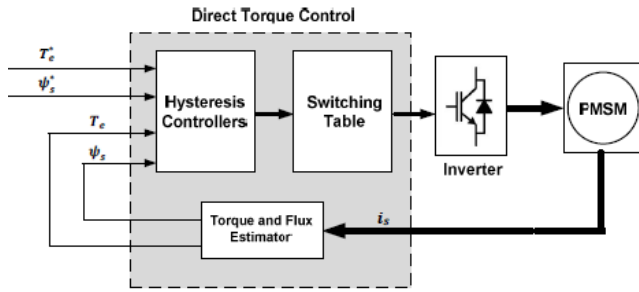 Direct Torque Control
T*e
ψ*s
Te
ψs
Hysteresis
Controllers
Switching
Table
Inverter
PMSM
Torque and Flux
Estimator
is